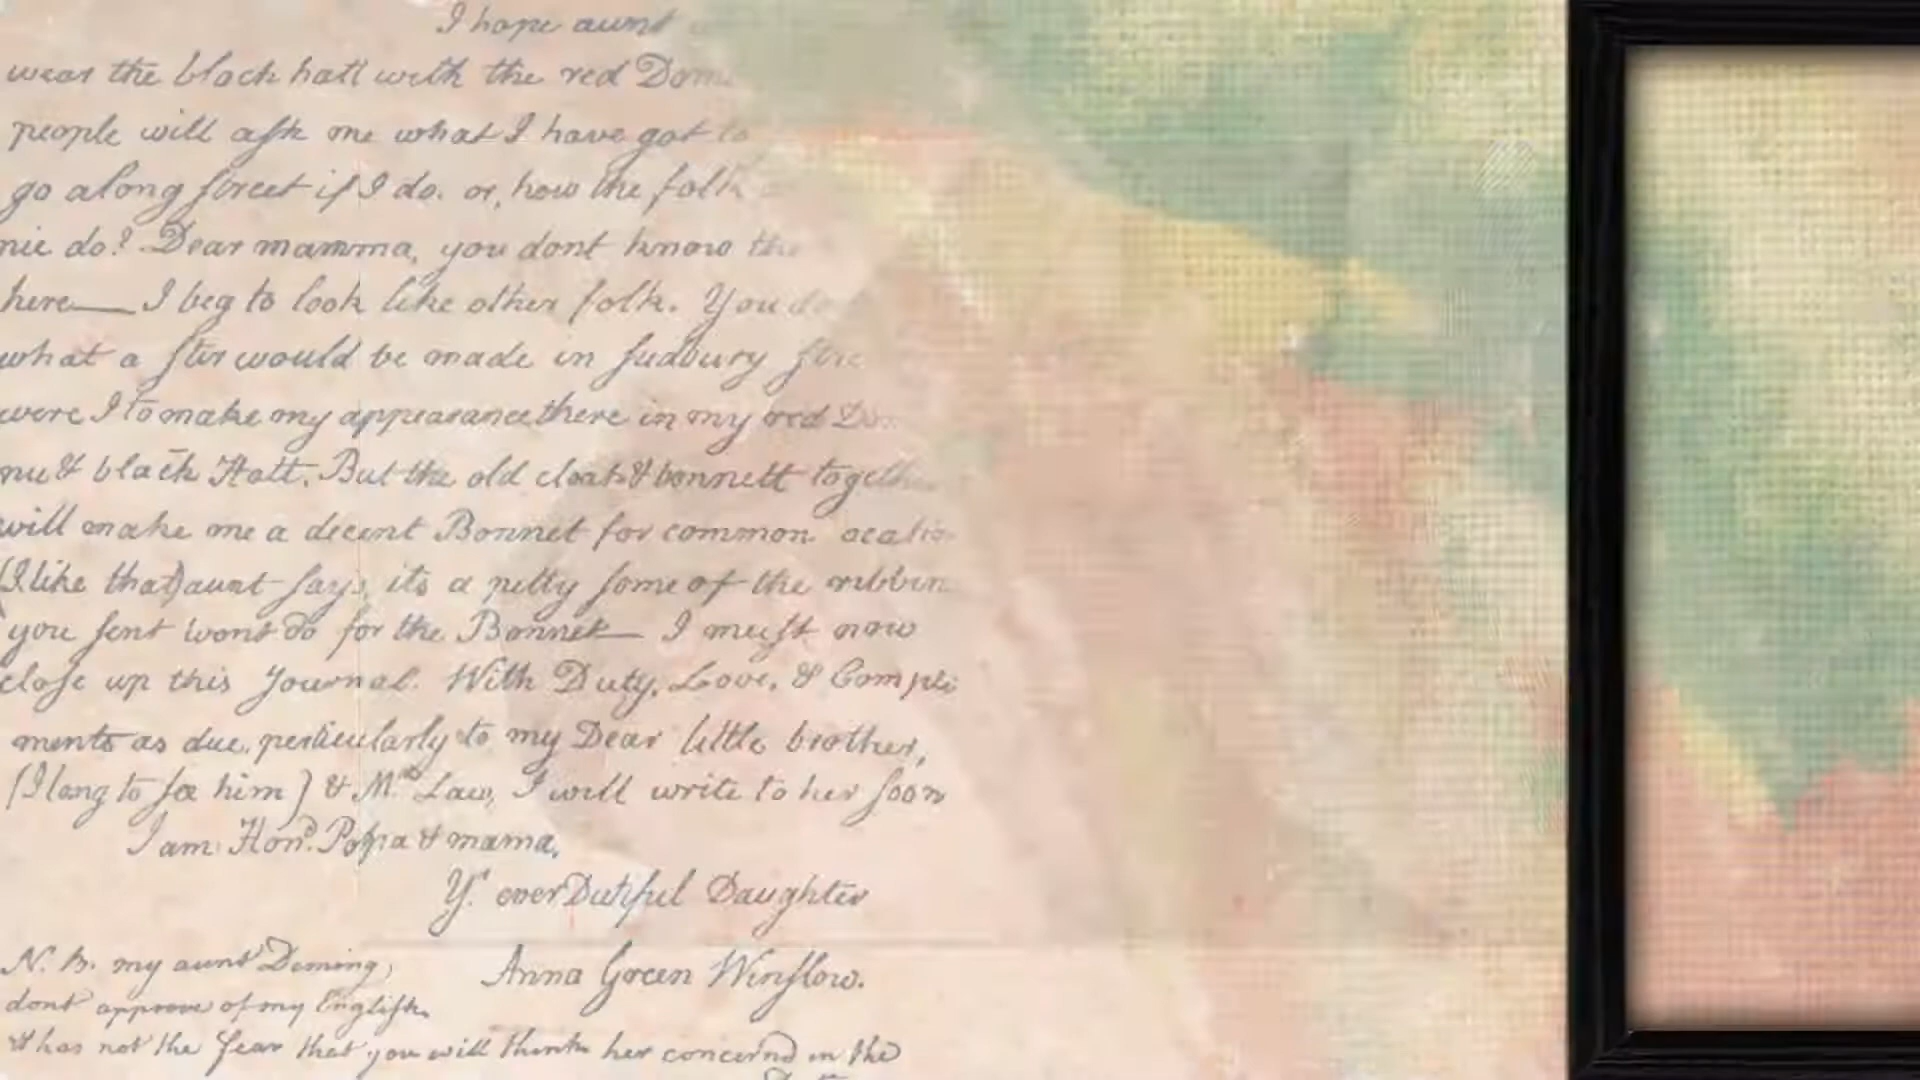 I hope aunt
wear the black hatt with the red Dom
people will aſk me what I have got to
go along ſtreet if I do. or, how the folk
nie do? Dear mamma, you dont know the
here— I beg to look like other folk. You do
what a ſtir would be made in ſudbury ſtre
were I to make my appearance there in my red Dom
nie & black Hatt. But the old cloak & bonnett together
will make me a decent Bonnet for common ocation
(I like that) aunt ſays, its a pitty ſome of the ribbins
you ſent wont do for the Bonnet— I muſt now
cloſe up this Journal. With Duty, Love, & Compli
ments as due, perticularly to my Dear little brother,
(I long to ſee him) & Mrs. Law, I will write to her ſoon
I am Hond. Pappa & mama,
Yr. ever Dutiful Daughter
Anna Green Winſlow.
N. B. my aunt Deming,
dont approve of my Engliſh.
& has not the fear that you will think her concernd in the